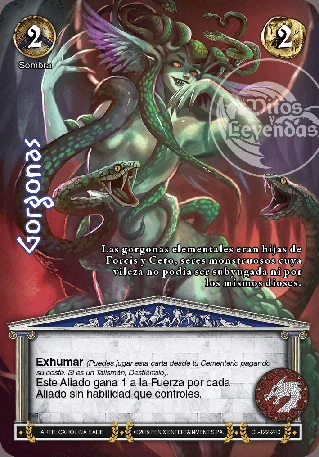 2
2
Sombra
Mitos y
Leyendas
Gorgonas
Las gorgonas elementales eran hijas de
Forcis y Ceto, seres monstruosos cuya
vileza no podía ser subyugada ni por
los mismos dioses.
Exhumar (Puedes jugar esta carta desde tu Cementerio pagando
su coste. Si es un Talismán, Destiérralo).
Este Aliado gana 1 a la Fuerza por cada
Aliado sin habilidad que controles.
ARTE: CAROLINA